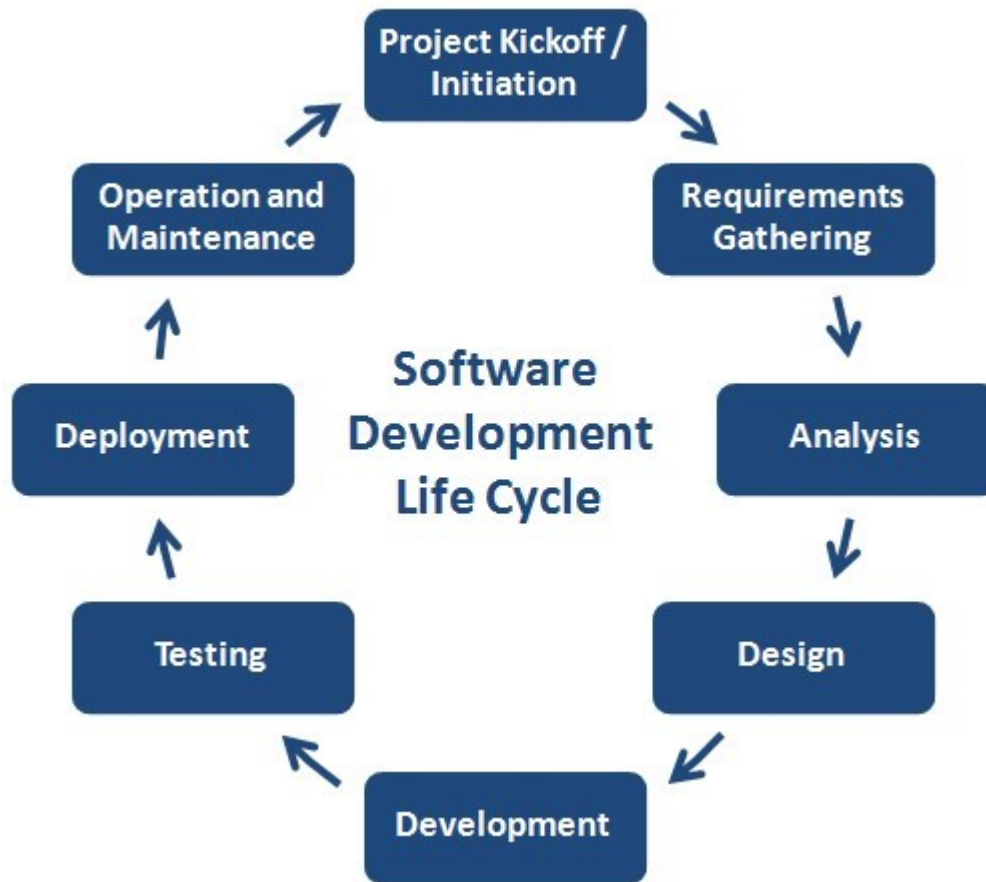 Project Kickoff /
Initiation
Requirements
Gathering
Analysis
Design
Development
Testing
Deployment
Operation and
Maintenance
Software
Development
Life Cycle